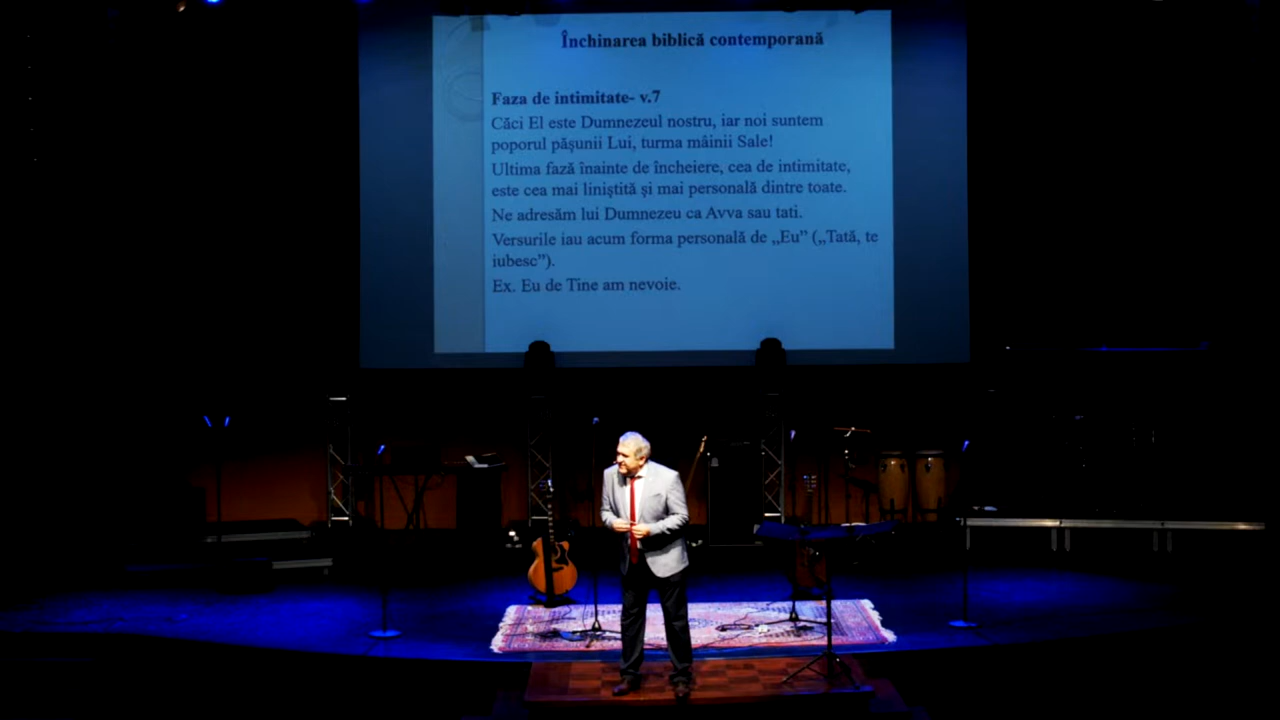 Închinarea biblică contemporană
Faza de intimitate- v.7
Căci El este Dumnezeul nostru, iar noi suntem
poporul păşunii Lui, turma mâinii Sale!
Ultima fază înainte de încheiere, cea de intimitate,
este cea mai liniştită şi mai personală dintre toate.
Ne adresăm lui Dumnezeu ca Avva sau tati.
Versurile iau acum forma personală de „Eu” („Tată, te
iubesc”).
Ex. Eu de Tine am nevoie.